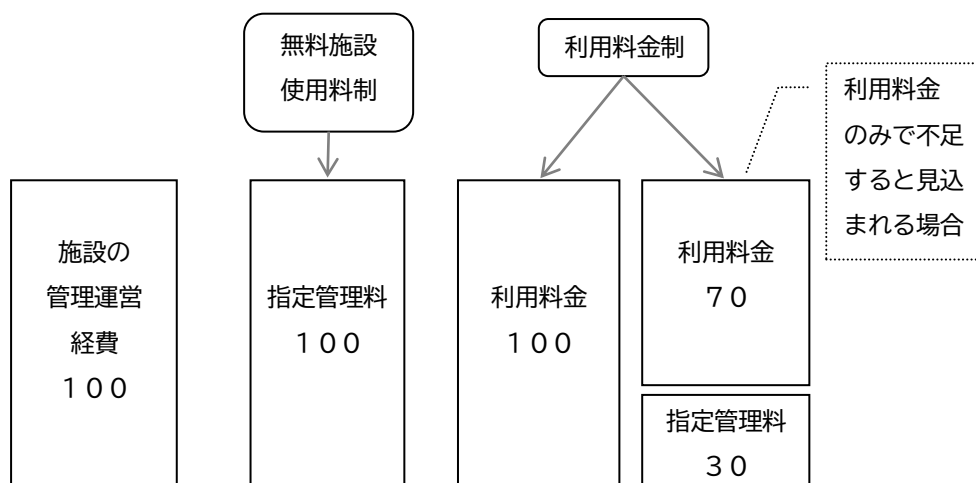 無料施設
使用料制
利用料金制
利用料金
のみで不足
すると見込
まれる場合
施設の
管理運営
経費
１００
指定管理料
１００
利用料金
１００
利用料金
７０
指定管理料
３０